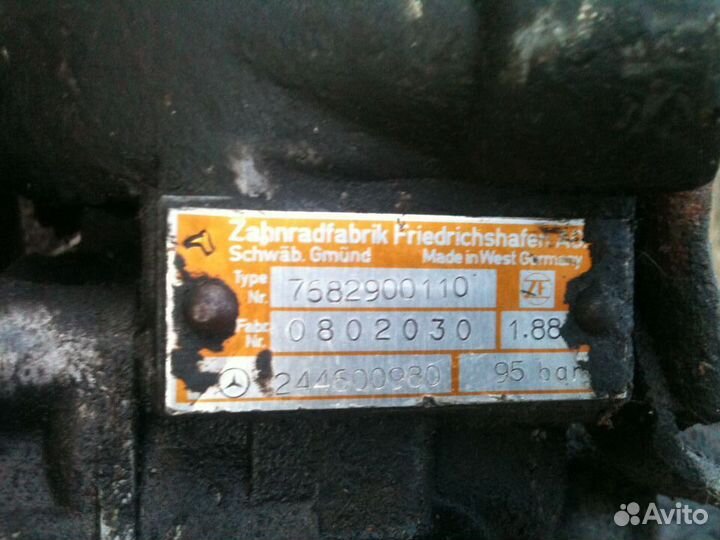 Zahnradfabrik Friedrichshafen AG.
Schwäb. Gmünd Made in West Germany
Type Nr. 7682900110 ZF
Fabr. Nr. 0802030 1.88
244600980 95 bar
Avito